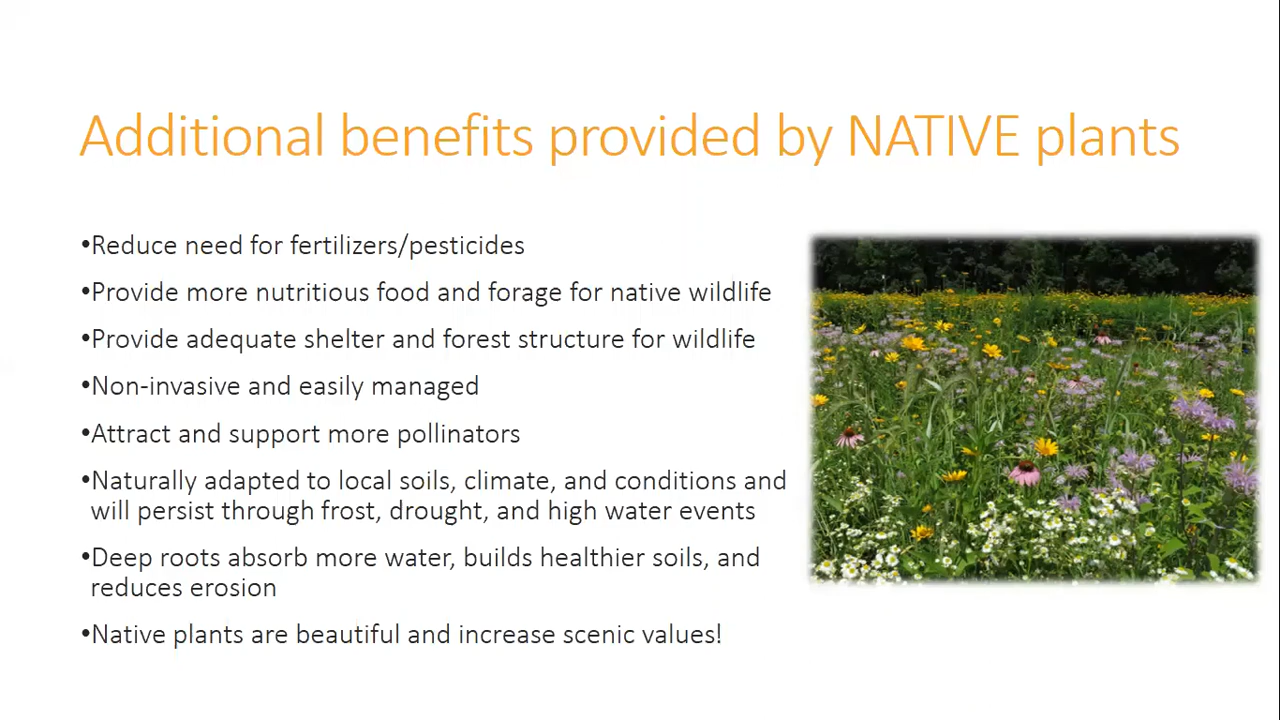 Additional benefits provided by NATIVE plants
•Reduce need for fertilizers/pesticides
•Provide more nutritious food and forage for native wildlife
•Provide adequate shelter and forest structure for wildlife
•Non-invasive and easily managed
•Attract and support more pollinators
•Naturally adapted to local soils, climate, and conditions and
will persist through frost, drought, and high water events
•Deep roots absorb more water, builds healthier soils, and
reduces erosion
•Native plants are beautiful and increase scenic values!